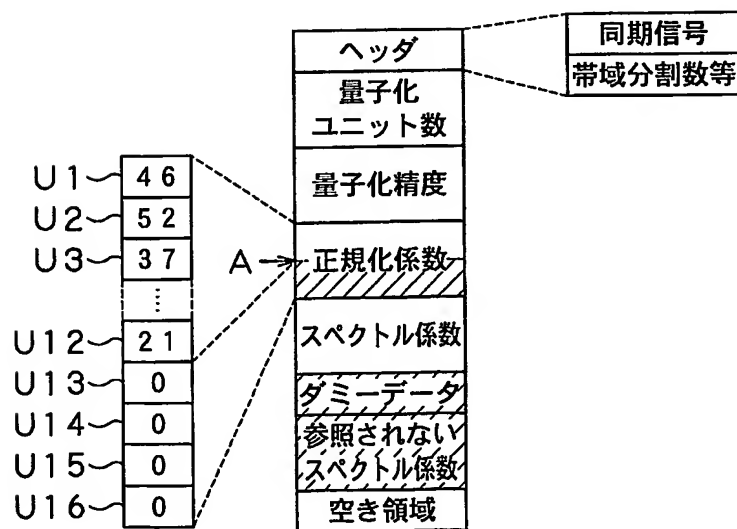 ヘッダ
量子化
ユニット数
量子化精度
正規化係数
スペクトル係数
ダミーデータ
参照されない
スペクトル係数
空き領域
同期信号
帯域分割数等
A
U1 46
U2 52
U3 37
⋮
U12 21
U13 0
U14 0
U15 0
U16 0